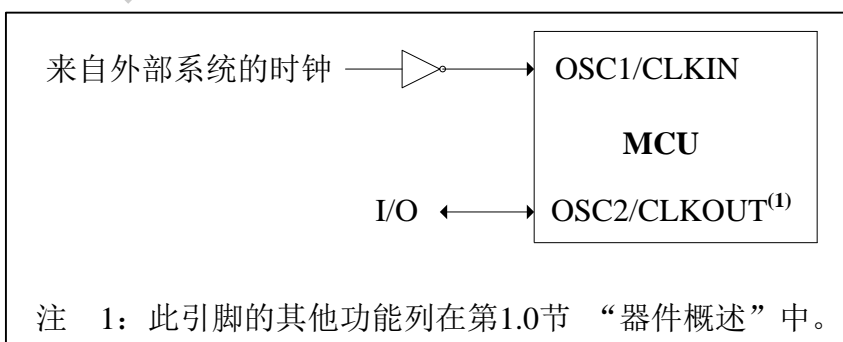 来自外部系统的时钟 OSC1/CLKIN
MCU
I/O OSC2/CLKOUT(1)
注 1：此引脚的其他功能列在第1.0节 “器件概述”中。